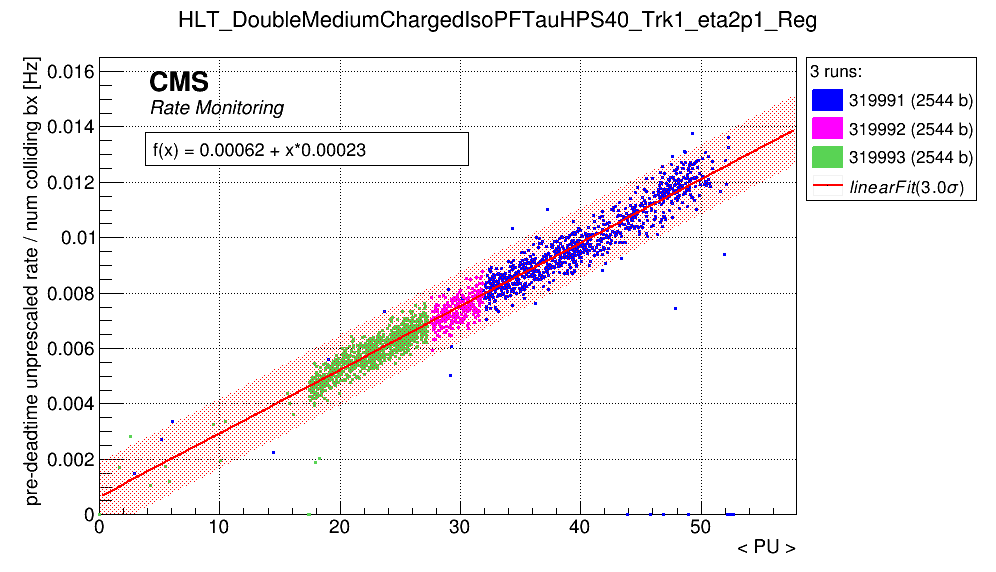 HLT_DoubleMediumChargedIsoPFTauHPS40_Trk1_eta2p1_Reg
pre-deadtime unprescaled rate / num colliding bx [Hz]
0.016
0.014
0.012
0.01
0.008
0.006
0.004
0.002
0
CMS
Rate Monitoring
f(x) = 0.00062 + x*0.00023
0 10 20 30 40 50
< PU >
3 runs:
319991 (2544 b)
319992 (2544 b)
319993 (2544 b)
linearFit(3.0σ)